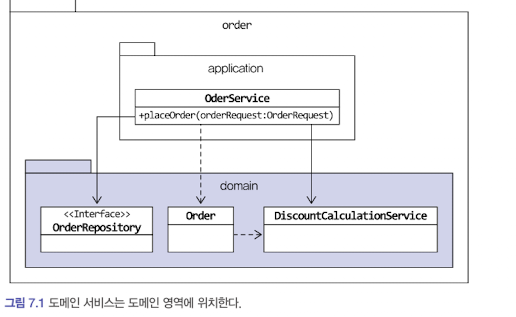 order
application
OderService
+placeOrder(orderRequest:OrderRequest)
domain
<<Interface>>
OrderRepository
Order
DiscountCalculationService
그림 7.1 도메인 서비스는 도메인 영역에 위치한다.